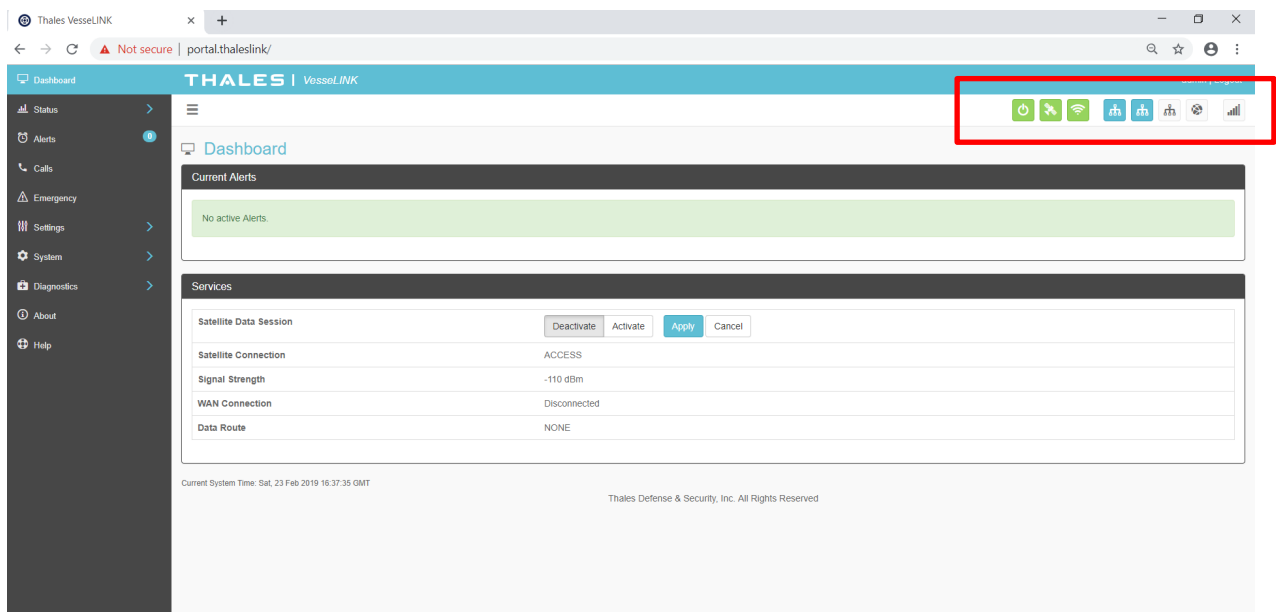 Thales VesseLINK
Not secure | portal.thaleslink/
Dashboard
THALES | VesseLINK
Status
Alerts
0
Calls
Emergency
Settings
System
Diagnostics
About
Help
Dashboard
Current Alerts
No active Alerts.
Services
Satellite Data Session
Deactivate
Activate
Apply
Cancel
Satellite Connection
ACCESS
Signal Strength
-110 dBm
WAN Connection
Disconnected
Data Route
NONE
Current System Time: Sat, 23 Feb 2019 16:37:35 GMT
Thales Defense & Security, Inc. All Rights Reserved